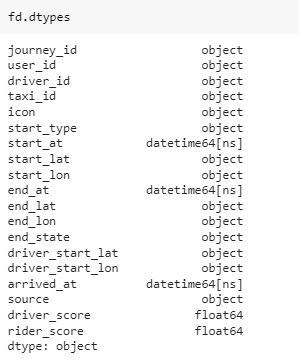 fd.dtypes
journey_id object
user_id object
driver_id object
taxi_id object
icon object
start_type object
start_at datetime64[ns]
start_lat object
start_lon object
end_at datetime64[ns]
end_lat object
end_lon object
end_state object
driver_start_lat object
driver_start_lon object
arrived_at datetime64[ns]
source object
driver_score float64
rider_score float64
dtype: object